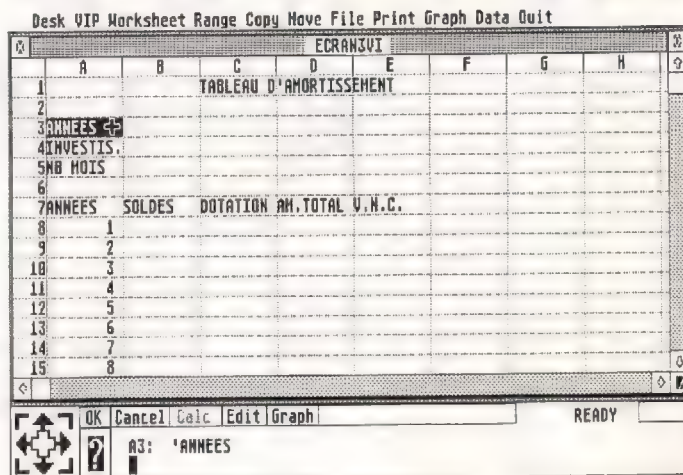 Desk VIP Worksheet Range Copy Move File Print Graph Data Quit
ECRAN3VI
A B C D E F G H
1 TABLEAU D'AMORTISSEMENT
2
3 ANNEES
4 INVESTIS.
5 NB MOIS
6
7 ANNEES SOLDES DOTATION AM.TOTAL V.N.C.
8 1
9 2
10 3
11 4
12 5
13 6
14 7
15 8
OK Cancel Calc Edit Graph READY
? A3: 'ANNEES